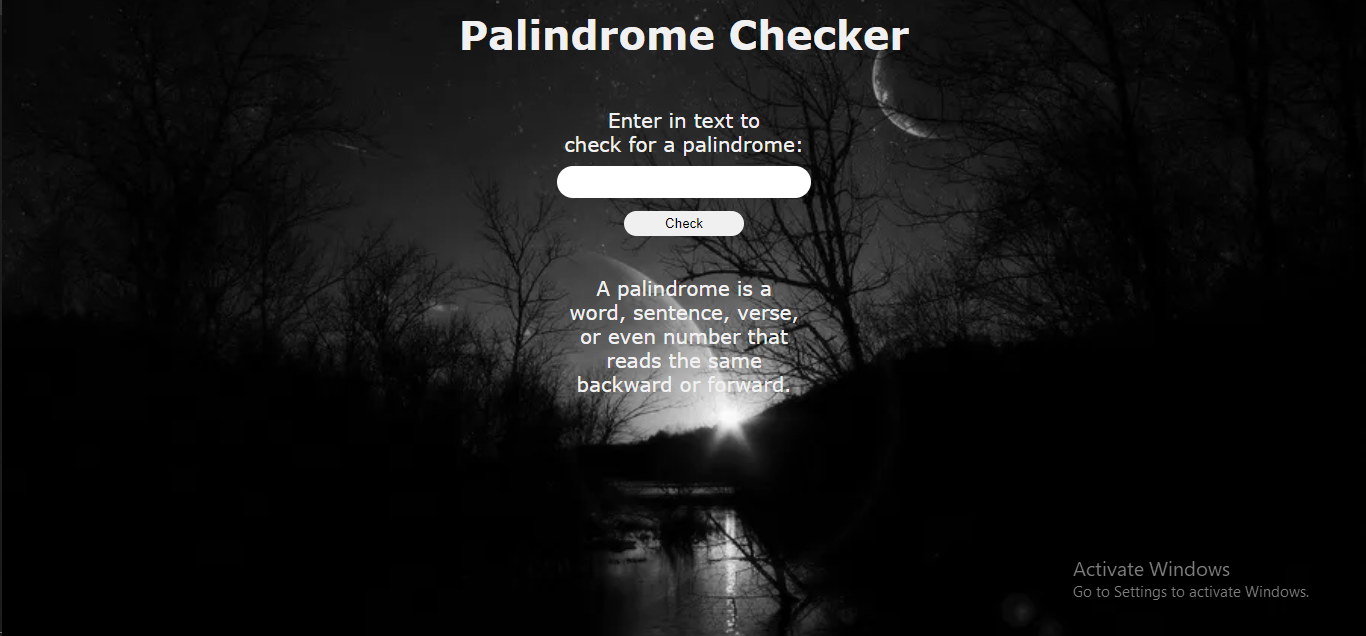 Palindrome Checker
Enter in text to
check for a palindrome:
Check
A palindrome is a
word, sentence, verse,
or even number that
reads the same
backward or forward.
Activate Windows
Go to Settings to activate Windows.